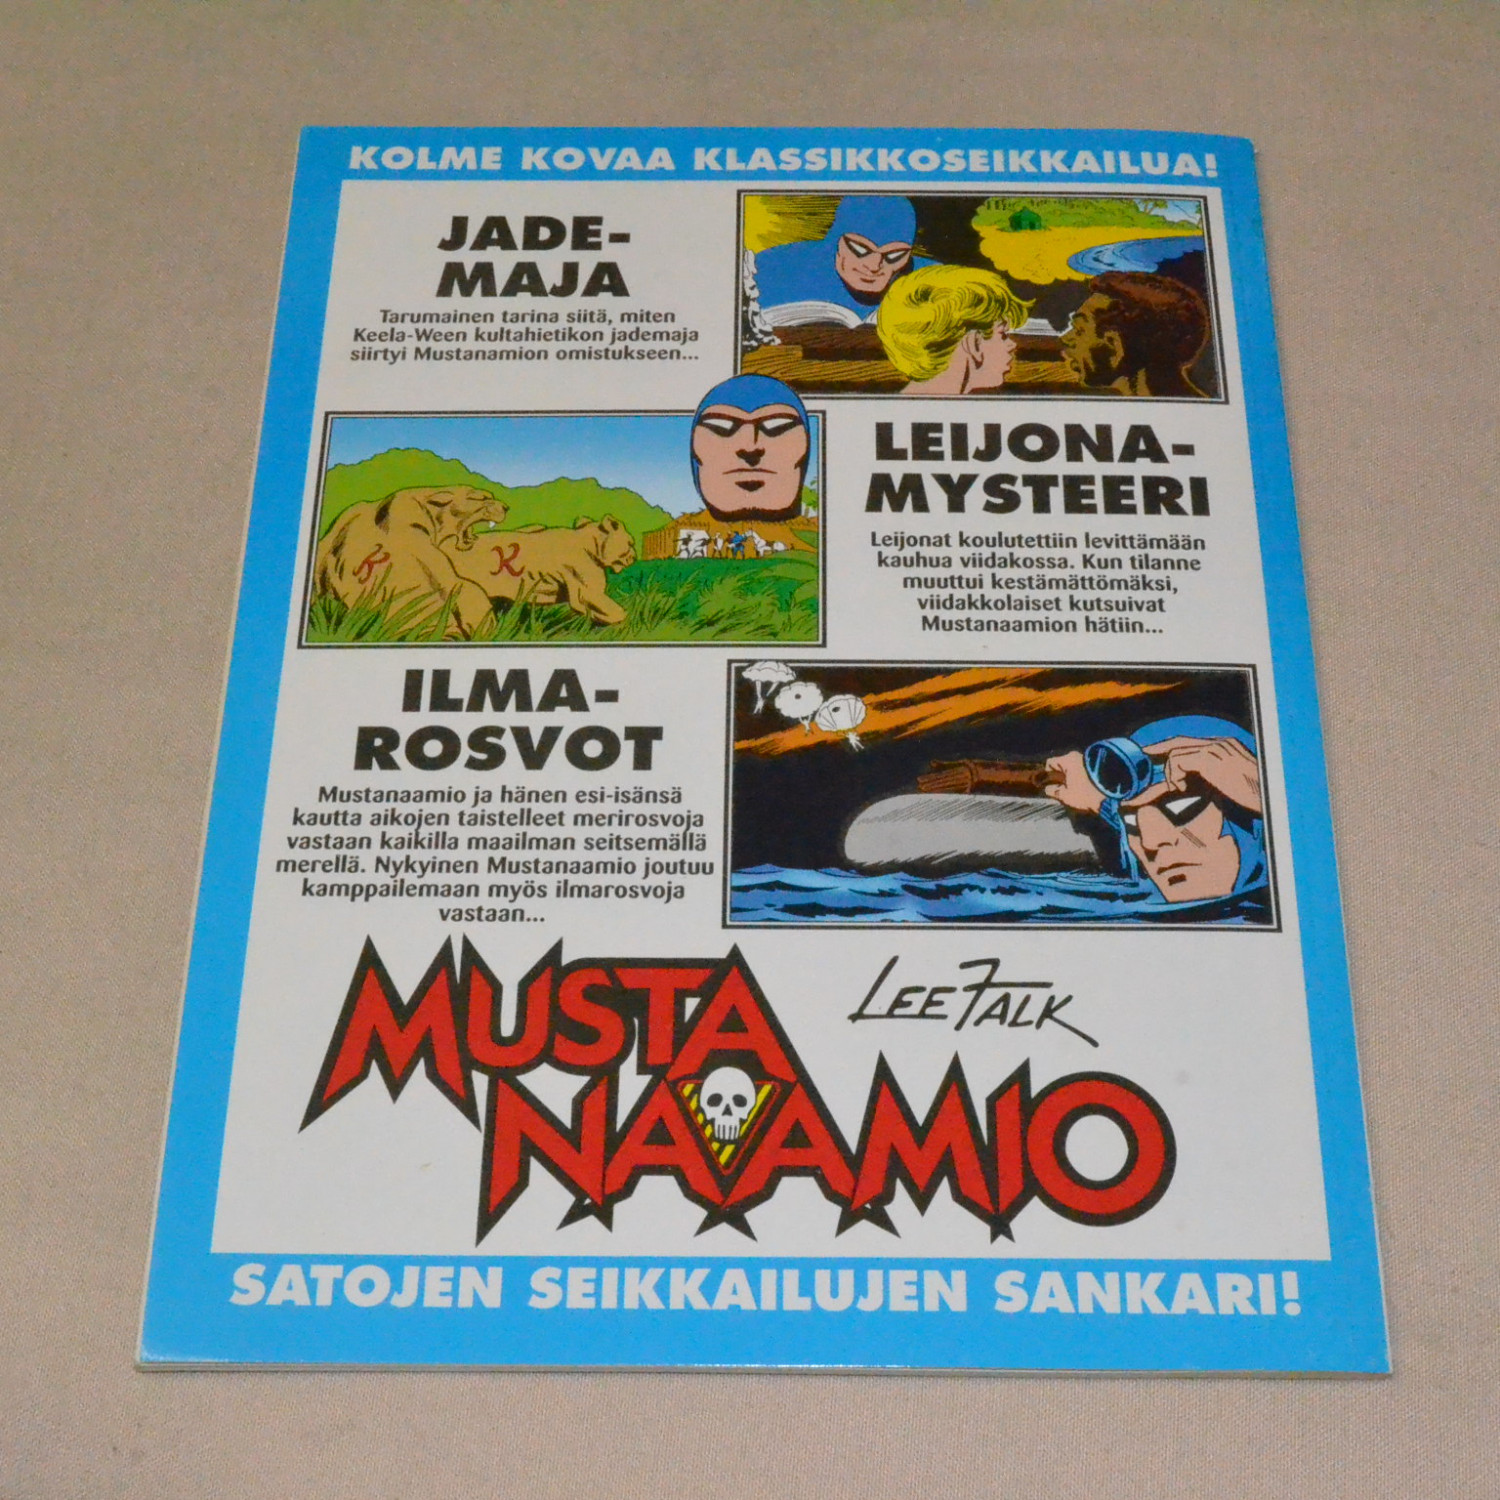 KOLME KOVAA KLASSIKKOSEIKKAILUA!
JADE-
MAJA
Tarumainen tarina siitä, miten
Keela-Ween kultahietikon jademaja
siirtyi Mustanamion omistukseen...
LEIJONA-
MYSTEERI
Leijonat koulutettiin levittämään
kauhua viidakossa. Kun tilanne
muuttui kestämättömäksi,
viidakkolaiset kutsuivat
Mustanaamion hätiin...
K
K
ILMA-
ROSVOT
Mustanaamio ja hänen esi-isänsä
kautta aikojen taistelleet merirosvoja
vastaan kaikilla maailman seitsemällä
merellä. Nykyinen Mustanaamio joutuu
kamppailemaan myös ilmarosvoja
vastaan...
LEE FALK
MUSTA
NAAMIO
SATOJEN SEIKKAILUJEN SANKARI!